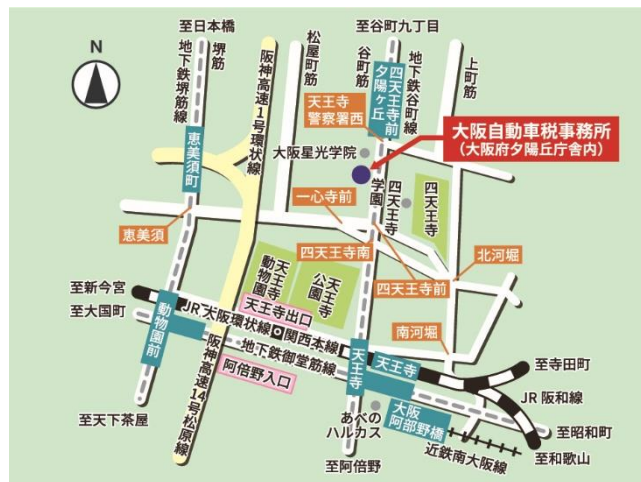 N
至日本橋
地下鉄堺筋線
堺筋
恵美須町
阪神高速1号環状線
松屋町筋
至谷町九丁目
谷町筋
四天王寺前
夕陽ヶ丘
地下鉄谷町線
上町筋
天王寺
警察署西
大阪自動車税事務所
（大阪府夕陽丘庁舎内）
大阪星光学院
学園
四天王寺
四天王寺
一心寺前
恵美須
四天王寺南
四天王寺前
北河堀
天王寺
動物園
天王寺
公園
至新今宮
至大国町
天王寺出口
JR大阪環状線
関西本線
南河堀
動物園前
地下鉄御堂筋線
阿倍野入口
阪神高速14号松原線
天王寺
天王寺
至寺田町
JR阪和線
至天下茶屋
あべの
ハルカス
大阪
阿部野橋
至昭和町
近鉄南大阪線
至和歌山
至阿倍野